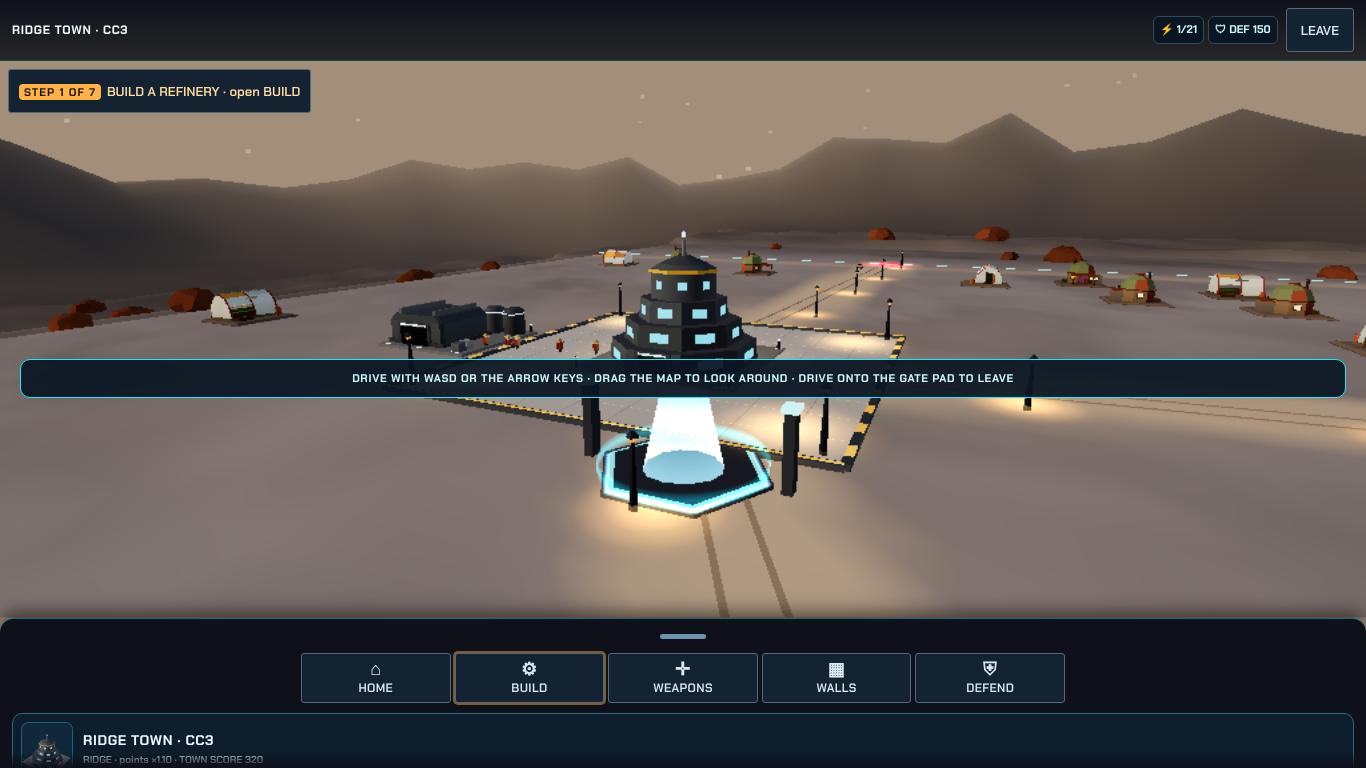 RIDGE TOWN · CC3
⚡ 1/21
🛡 DEF 150
LEAVE
STEP 1 OF 7 BUILD A REFINERY · open BUILD
DRIVE WITH WASD OR THE ARROW KEYS · DRAG THE MAP TO LOOK AROUND · DRIVE ONTO THE GATE PAD TO LEAVE
HOME
BUILD
WEAPONS
WALLS
DEFEND
RIDGE TOWN · CC3
RIDGE · points ×1.10 · TOWN SCORE 320